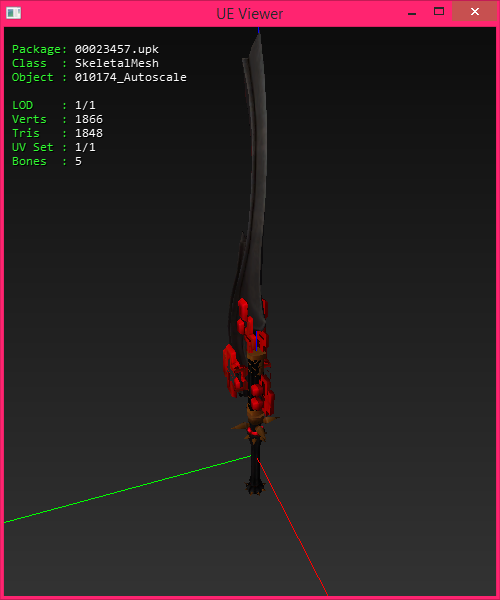 UE Viewer
Package: 00023457.upk
Class  : SkeletalMesh
Object : 010174_Autoscale
LOD    : 1/1
Verts  : 1866
Tris   : 1848
UV Set : 1/1
Bones  : 5